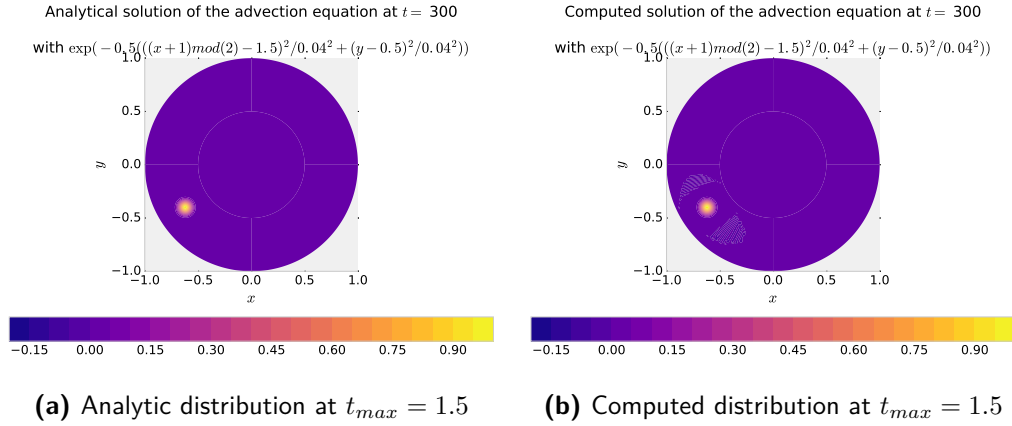 Analytical solution of the advection equation at t = 300
with exp(−0.5(((x+1)mod(2)−1.5)²/0.04²+(y−0.5)²/0.04²))
1.0
0.5
0.0
−0.5
−1.0
y
−1.0 −0.5 0.0 0.5 1.0
x
−0.15 0.00 0.15 0.30 0.45 0.60 0.75 0.90
(a) Analytic distribution at t_{max} = 1.5
Computed solution of the advection equation at t = 300
with exp(−0.5(((x+1)mod(2)−1.5)²/0.04²+(y−0.5)²/0.04²))
1.0
0.5
0.0
−0.5
−1.0
y
−1.0 −0.5 0.0 0.5 1.0
x
−0.15 0.00 0.15 0.30 0.45 0.60 0.75 0.90
(b) Computed distribution at t_{max} = 1.5